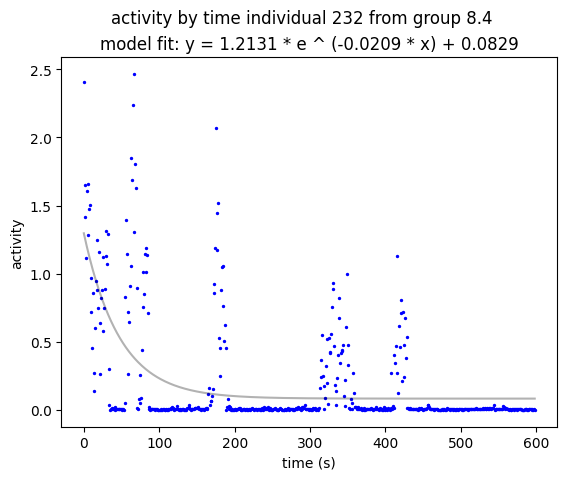 activity by time individual 232 from group 8.4
model fit: y = 1.2131 * e ^ (-0.0209 * x) + 0.0829
2.5
2.0
1.5
1.0
0.5
0.0
activity
0 100 200 300 400 500 600
time (s)